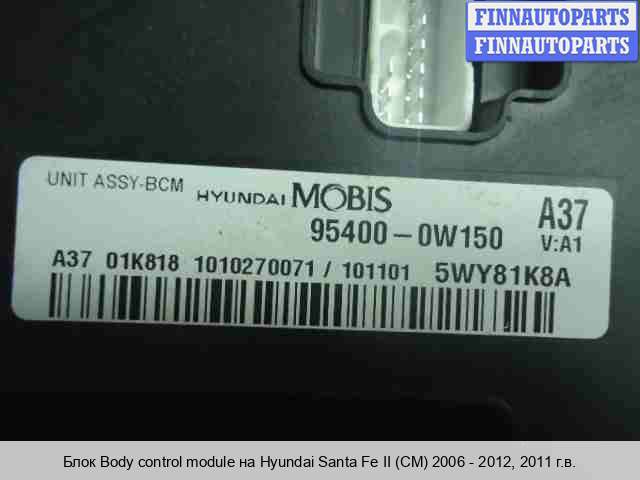 FINNAUTOPARTS
FINNAUTOPARTS
UNIT ASSY-BCM HYUNDAI MOBIS A37
95400-0W150 V:A1
A37 01K818 1010270071 / 101101 5WY81K8A
Блок Body control module на Hyundai Santa Fe II (CM) 2006 - 2012, 2011 г.в.